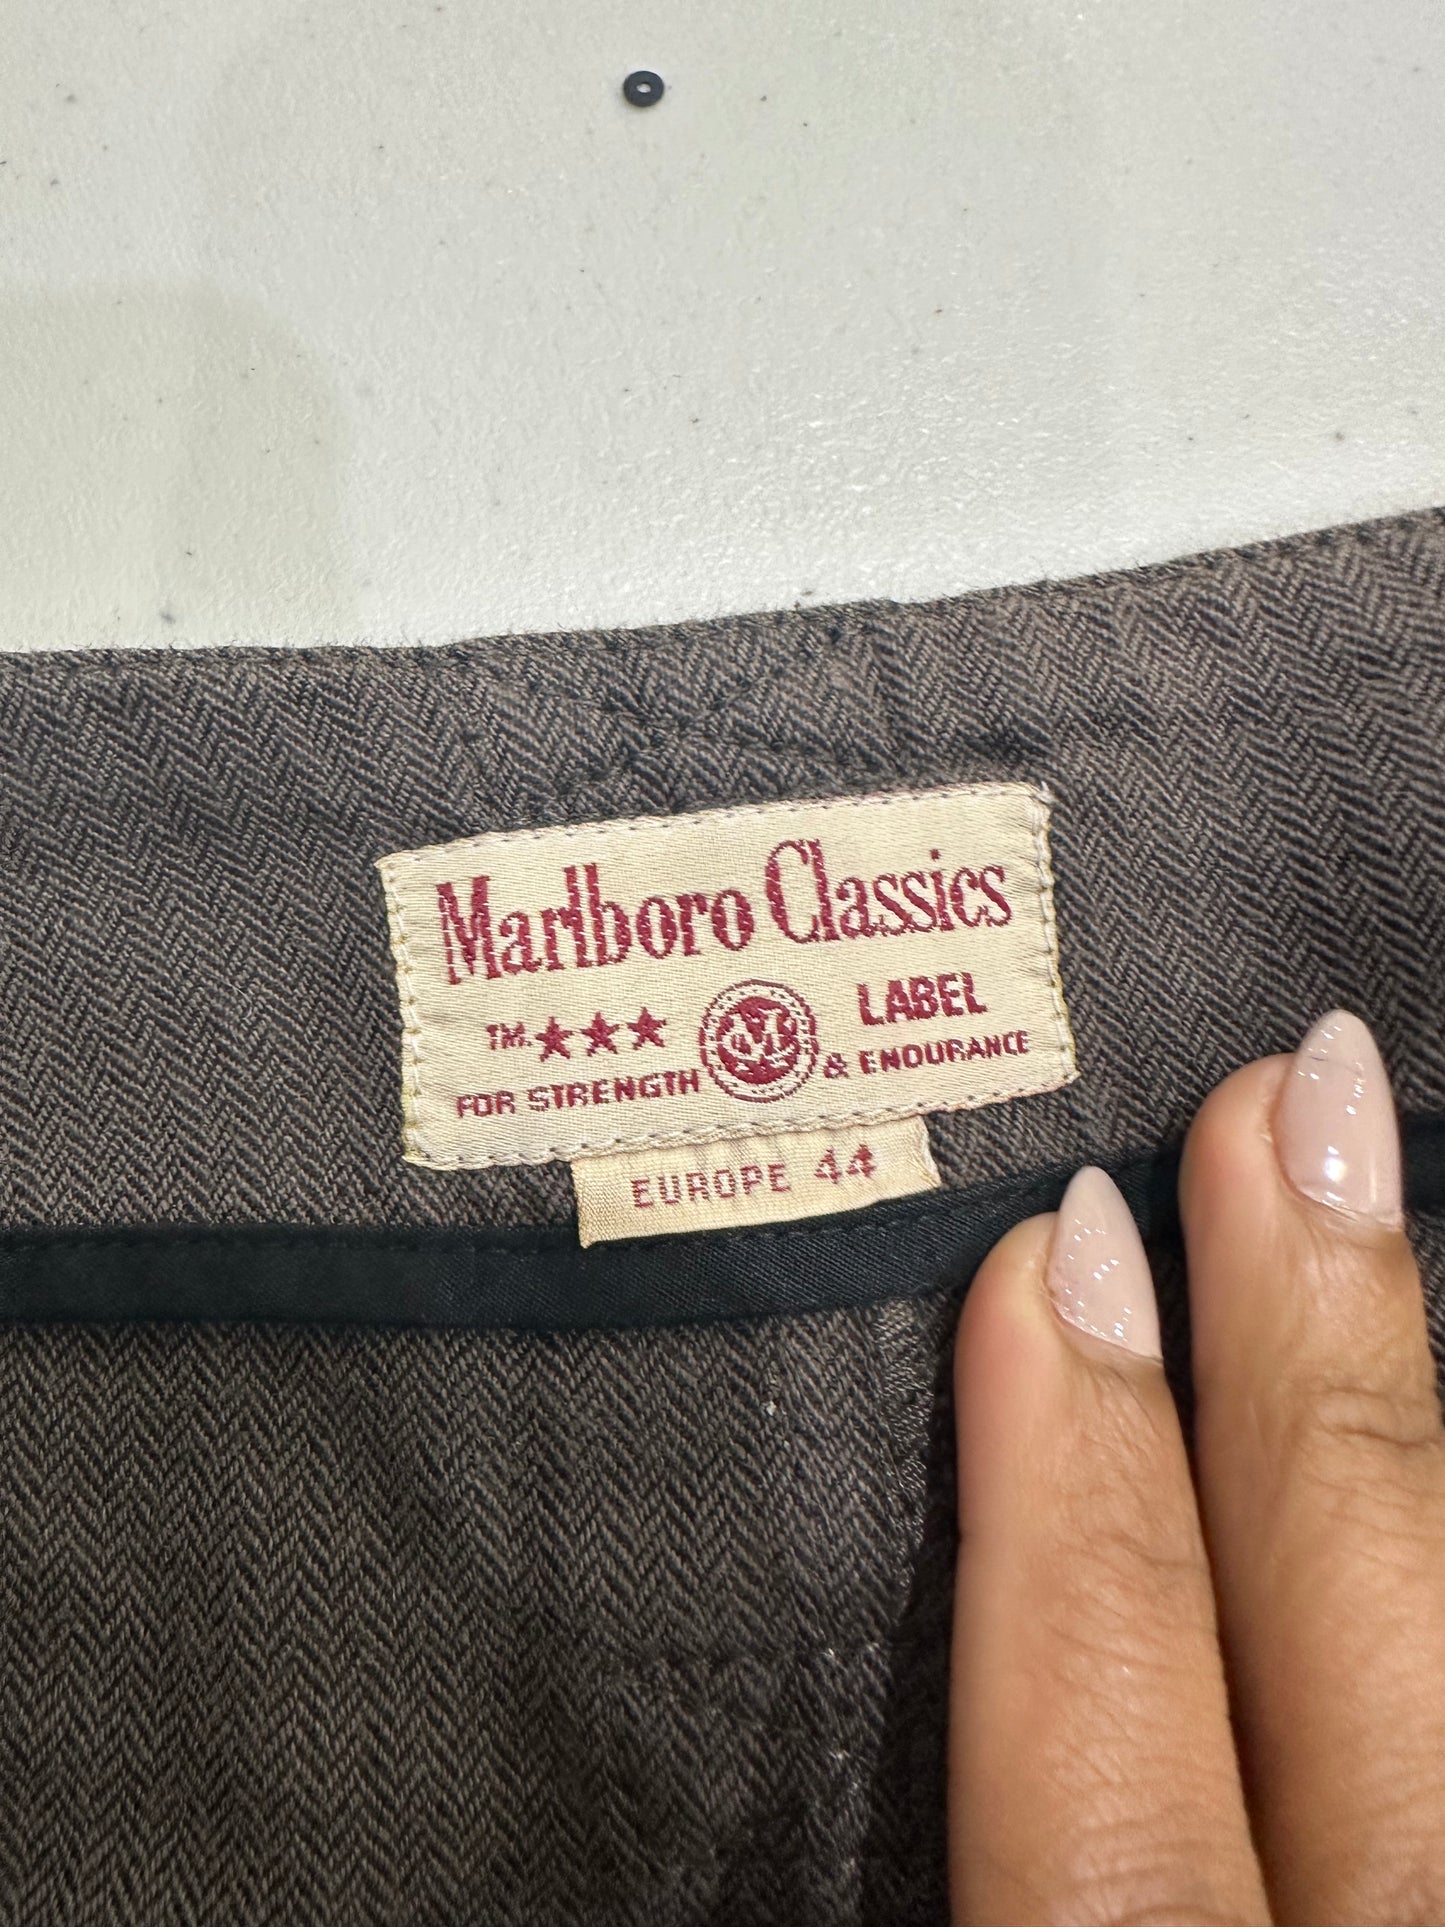 Marlboro Classics
TM. ★★★ LABEL
FOR STRENGTH & ENDURANCE
EUROPE 44